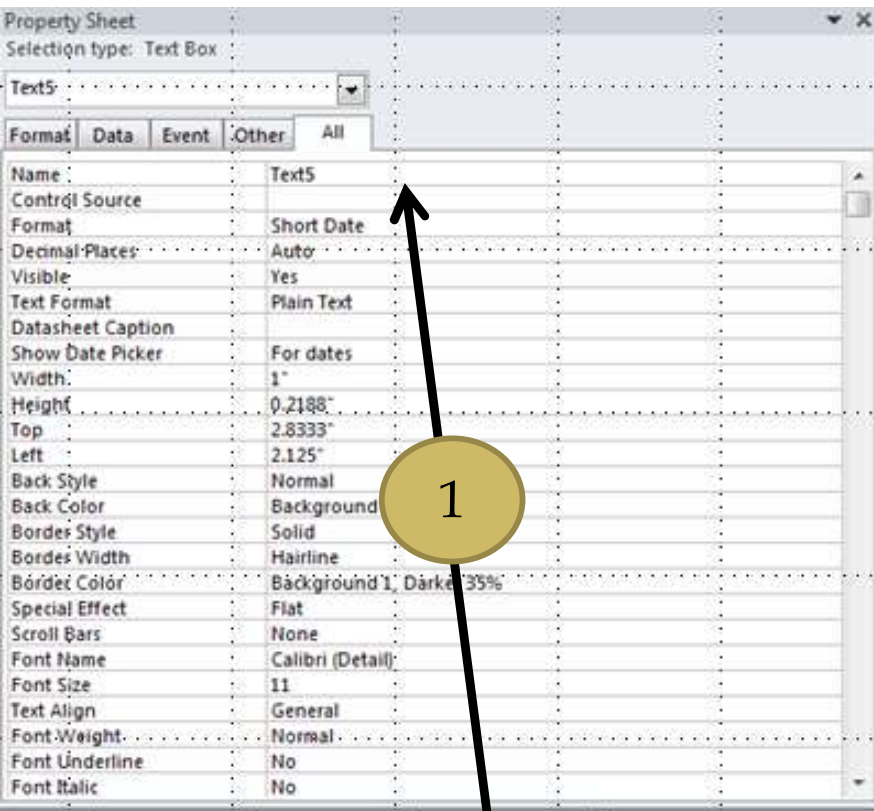 Property Sheet
Selection type: Text Box
Text5
Format Data Event Other All
Name Text5
Control Source
Format Short Date
Decimal Places Auto
Visible Yes
Text Format Plain Text
Datasheet Caption
Show Date Picker For dates
Width 1"
Height 0.2188"
Top 2.8333"
Left 2.125"
Back Style Normal
Back Color Background
1
Border Style Solid
Border Width Hairline
Border Color Background 1, Darker 35%
Special Effect Flat
Scroll Bars None
Font Name Calibri (Detail)
Font Size 11
Text Align General
Font Weight Normal
Font Underline No
Font Italic No